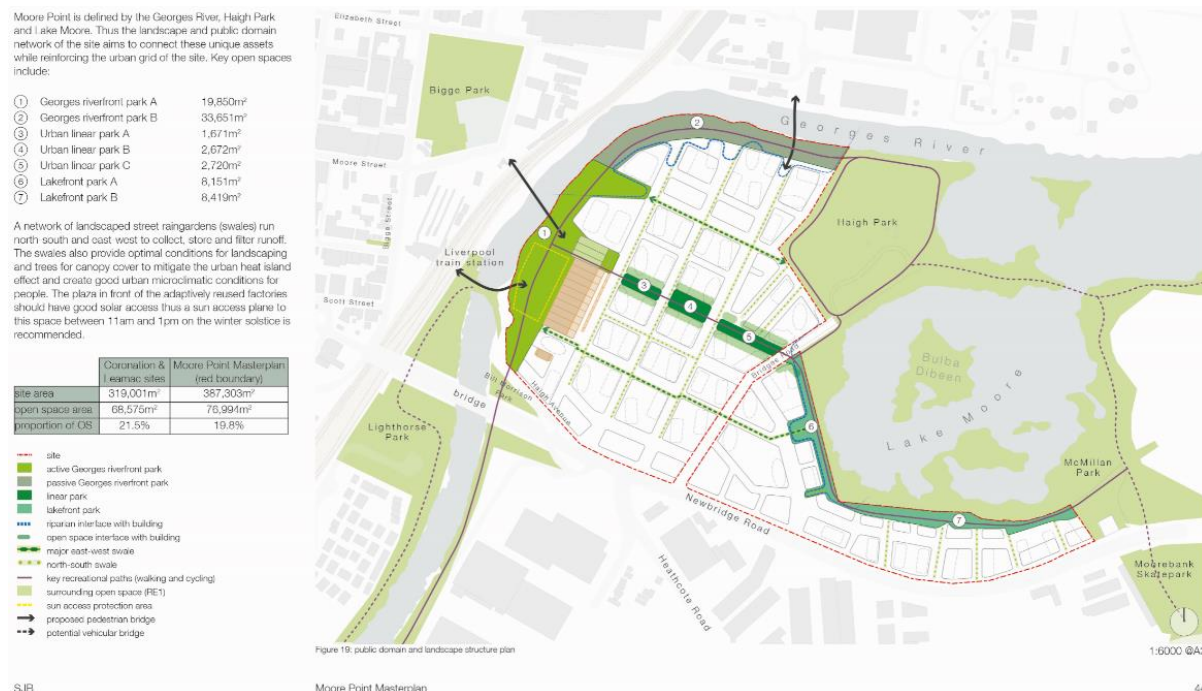 Moore Point is defined by the Georges River, Haigh Park
and Lake Moore. Thus the landscape and public domain
network of the site aims to connect these unique assets
while reinforcing the urban grid of the site. Key open spaces
include:
1 Georges riverfront park A 19,850m²
2 Georges riverfront park B 33,651m²
3 Urban linear park A 1,671m²
4 Urban linear park B 2,672m²
5 Urban linear park C 2,720m²
6 Lakefront park A 8,151m²
7 Lakefront park B 8,419m²
A network of landscaped street raingardens (swales) run
north south and east west to collect, store and filter runoff.
The swales also provide optimal conditions for landscaping
and trees for canopy cover to mitigate the urban heat island
effect and create good urban microclimatic conditions for
people. The plaza in front of the adaptively reused factories
should have good solar access thus a sun access plane to
this space between 11am and 1pm on the winter solstice is
recommended.
Coronation & Moore Point Masterplan
Leamac sites (red boundary)
site area 319,001m² 387,303m²
open space area 68,575m² 76,994m²
proportion of OS 21.5% 19.8%
site
active Georges riverfront park
passive Georges riverfront park
linear park
lakefront park
riparian interface with building
open space interface with building
major east-west swale
north-south swale
key recreational paths (walking and cycling)
surrounding open space (RE1)
sun access protection area
proposed pedestrian bridge
potential vehicular bridge
Elizabeth Street
Bigge Park
Moore Street
Bigge Street
Scott Street
Liverpool
train station
Lighthorse
Park
bridge
Bill Morrison
Park
Haigh Avenue
Georges River
Haigh Park
Bridges Road
Bulba
Dibeen
Lake Moore
McMillan
Park
Newbridge Road
Heathcote Road
Moorebank
Skatepark
1
2
3
4
5
6
7
Figure 19: public domain and landscape structure plan
1:6000 @A3
SJB
Moore Point Masterplan